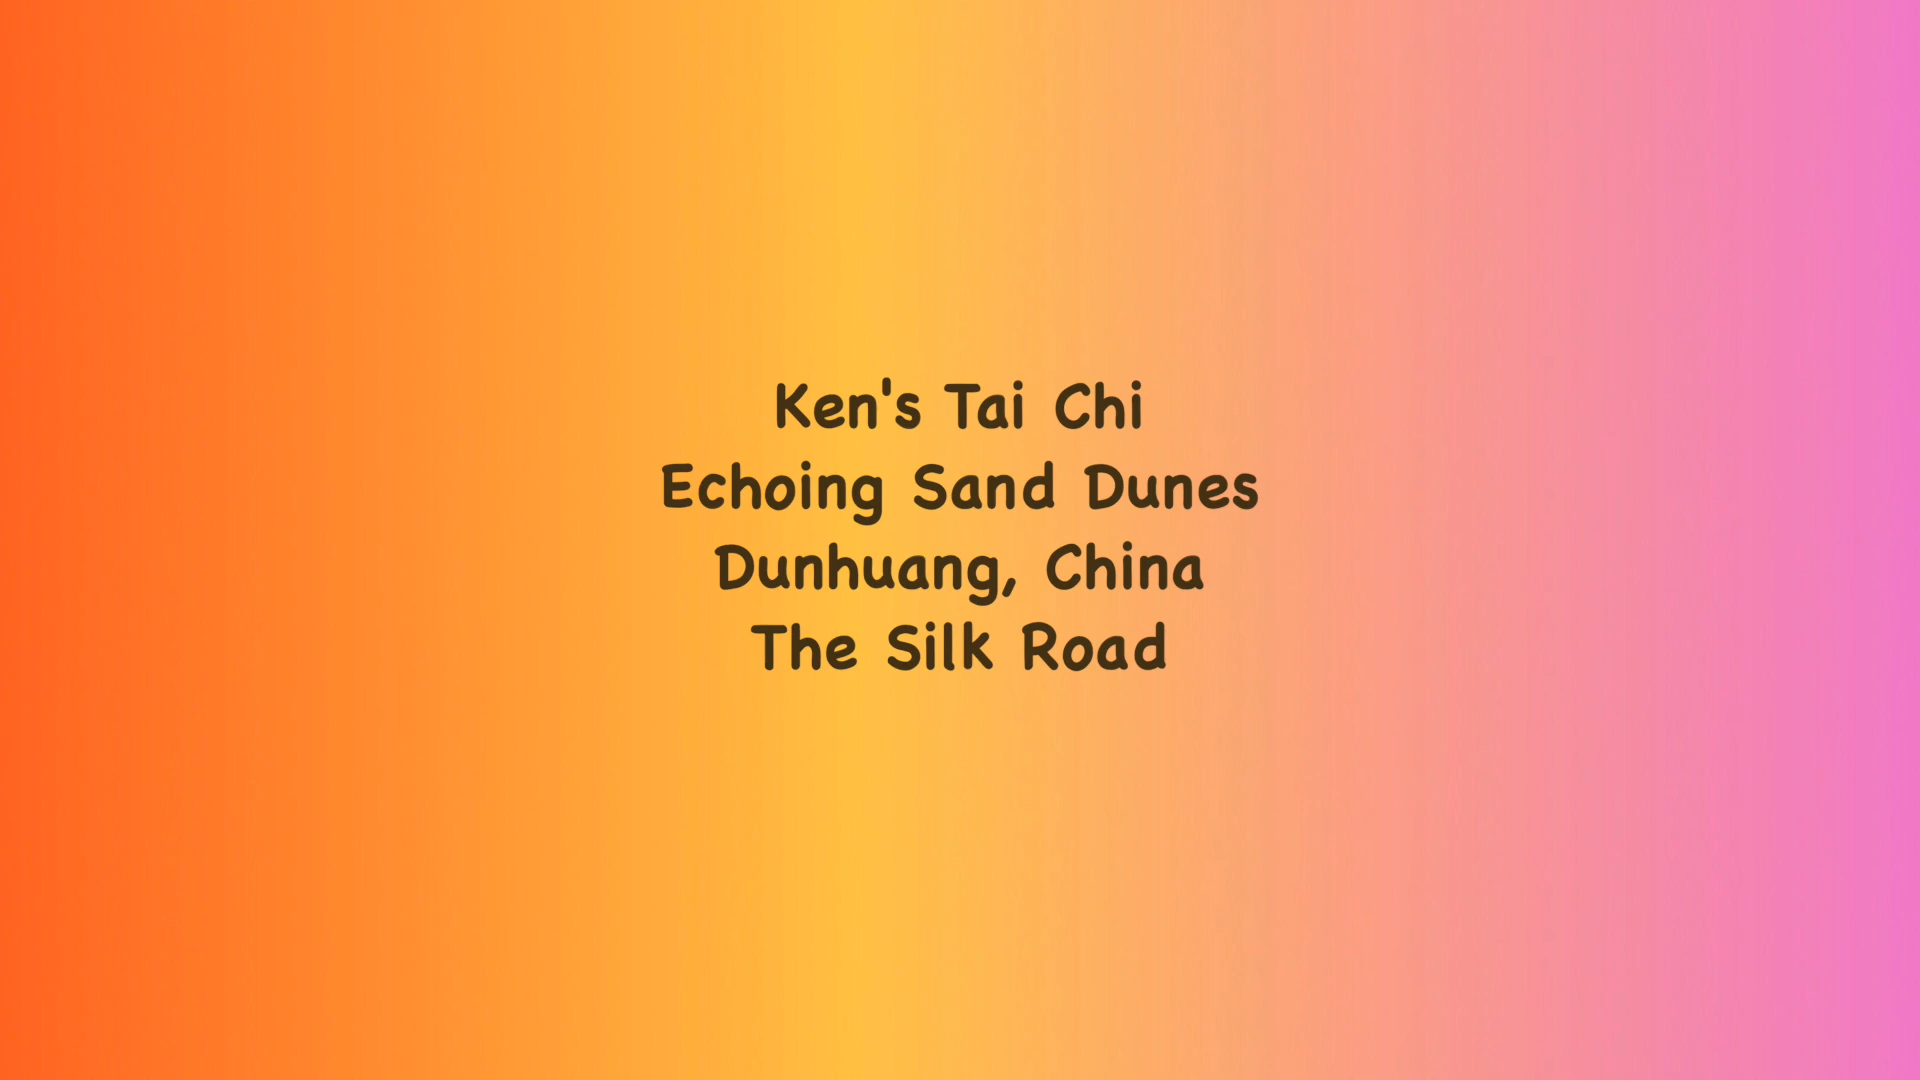 Ken's Tai Chi
Echoing Sand Dunes
Dunhuang, China
The Silk Road